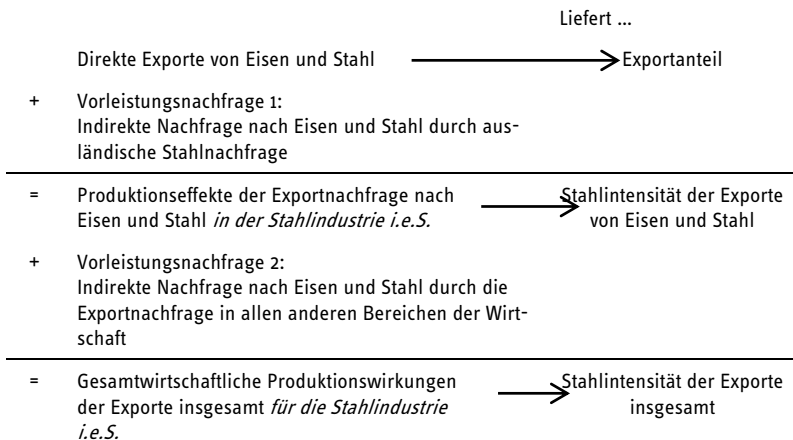 Liefert ...
Direkte Exporte von Eisen und Stahl Exportanteil
+ Vorleistungsnachfrage 1:
Indirekte Nachfrage nach Eisen und Stahl durch aus-
ländische Stahlnachfrage
= Produktionseffekte der Exportnachfrage nach Stahlintensität der Exporte
Eisen und Stahl in der Stahlindustrie i.e.S. von Eisen und Stahl
+ Vorleistungsnachfrage 2:
Indirekte Nachfrage nach Eisen und Stahl durch die
Exportnachfrage in allen anderen Bereichen der Wirt-
schaft
= Gesamtwirtschaftliche Produktionswirkungen Stahlintensität der Exporte
der Exporte insgesamt für die Stahlindustrie insgesamt
i.e.S.